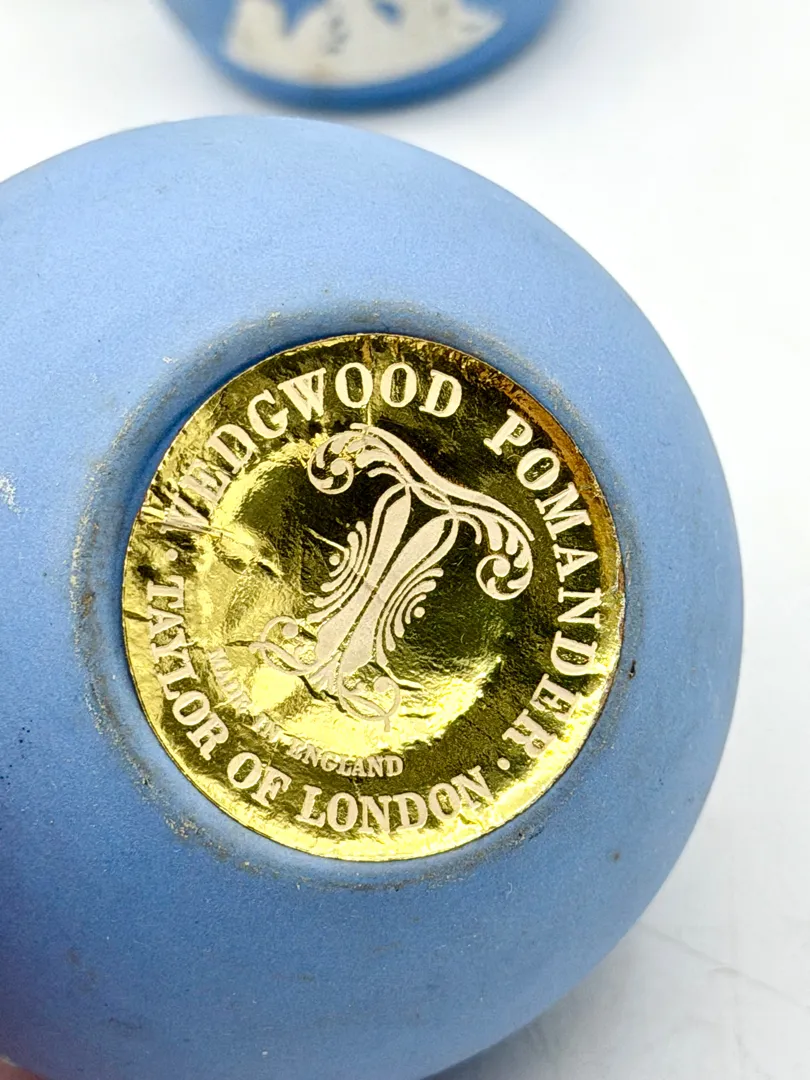 WEDGWOOD POMANDER
· TAYLOR OF LONDON ·
MADE IN ENGLAND